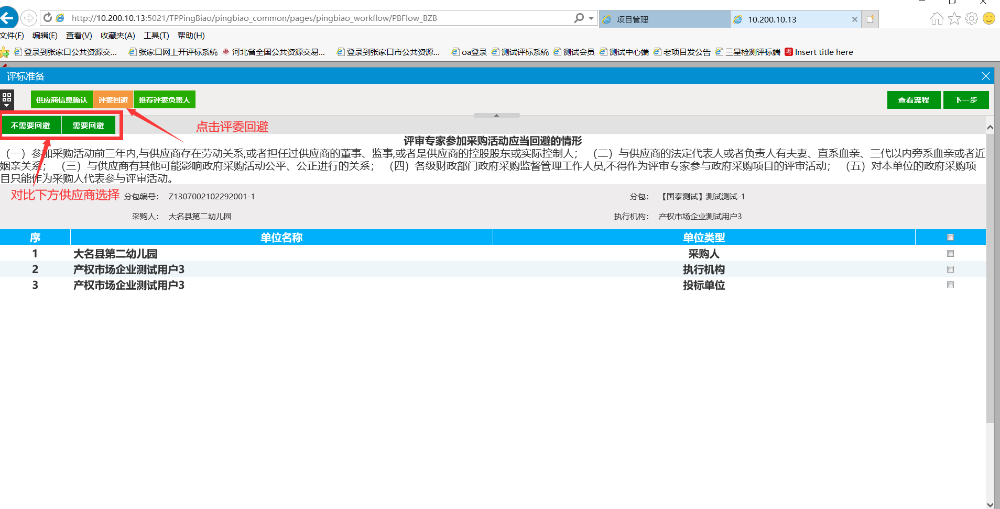 http://10.200.10.13:5021/TPPingBiao/pingbiao_common/pages/pingbiao_workflow/PBFlow_BZB
项目管理
10.200.10.13
文件(F) 编辑(E) 查看(V) 收藏夹(A) 工具(T) 帮助(H)
登录到张家口公共资源交... 张家口网上开评标系统 河北省全国公共资源交易... 登录到张家口市公共资源... oa登录 测试评标系统 测试会员 测试中心端 老项目发公告 三星检测评标端 考 Insert title here
评标准备
供应商信息确认 评委回避 推荐评委负责人 查看流程 下一步
不需要回避 需要回避
点击评委回避
评审专家参加采购活动应当回避的情形
（一）参加采购活动前三年内,与供应商存在劳动关系,或者担任过供应商的董事、监事,或者是供应商的控股股东或实际控制人； （二）与供应商的法定代表人或者负责人有夫妻、直系血亲、三代以内旁系血亲或者近
姻亲关系； （三）与供应商有其他可能影响政府采购活动公平、公正进行的关系； （四）各级财政部门政府采购监督管理工作人员,不得作为评审专家参与政府采购项目的评审活动； （五）对本单位的政府采购项
目只能作为采购人代表参与评审活动。
对比下方供应商选择
分包编号： Z1307002102292001-1 分包： 【国泰测试】测试测试-1
采购人： 大名县第二幼儿园 执行机构： 产权市场企业测试用户3
序 单位名称 单位类型
1 大名县第二幼儿园 采购人
2 产权市场企业测试用户3 执行机构
3 产权市场企业测试用户3 投标单位